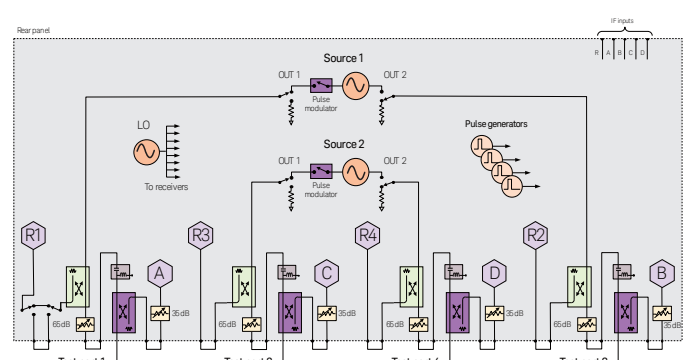 IF inputs
Rear panel
R A B C D
Source 1
OUT 1
OUT 2
Pulse
modulator
LO
To receivers
Pulse generators
Source 2
OUT 1
OUT 2
Pulse
modulator
R1
R3
R4
R2
A
C
D
B
65dB
35dB
65dB
35dB
65dB
35dB
65dB
35dB